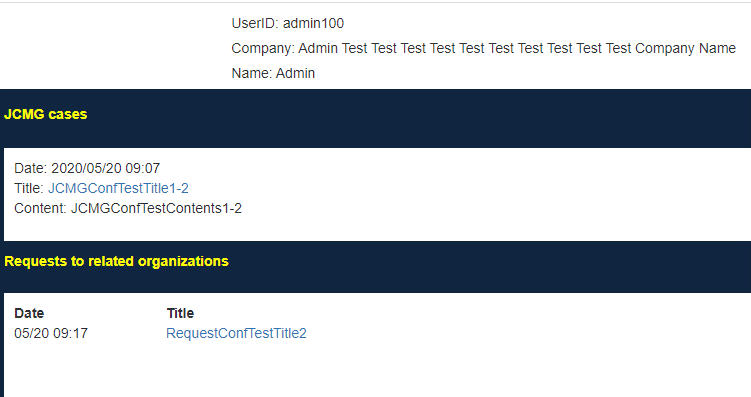 UserID: admin100
Company: Admin Test Test Test Test Test Test Test Test Test Test Company Name
Name: Admin
JCMG cases
Date: 2020/05/20 09:07
Title: JCMGConfTestTitle1-2
Content: JCMGConfTestContents1-2
Requests to related organizations
Date Title
05/20 09:17 RequestConfTestTitle2